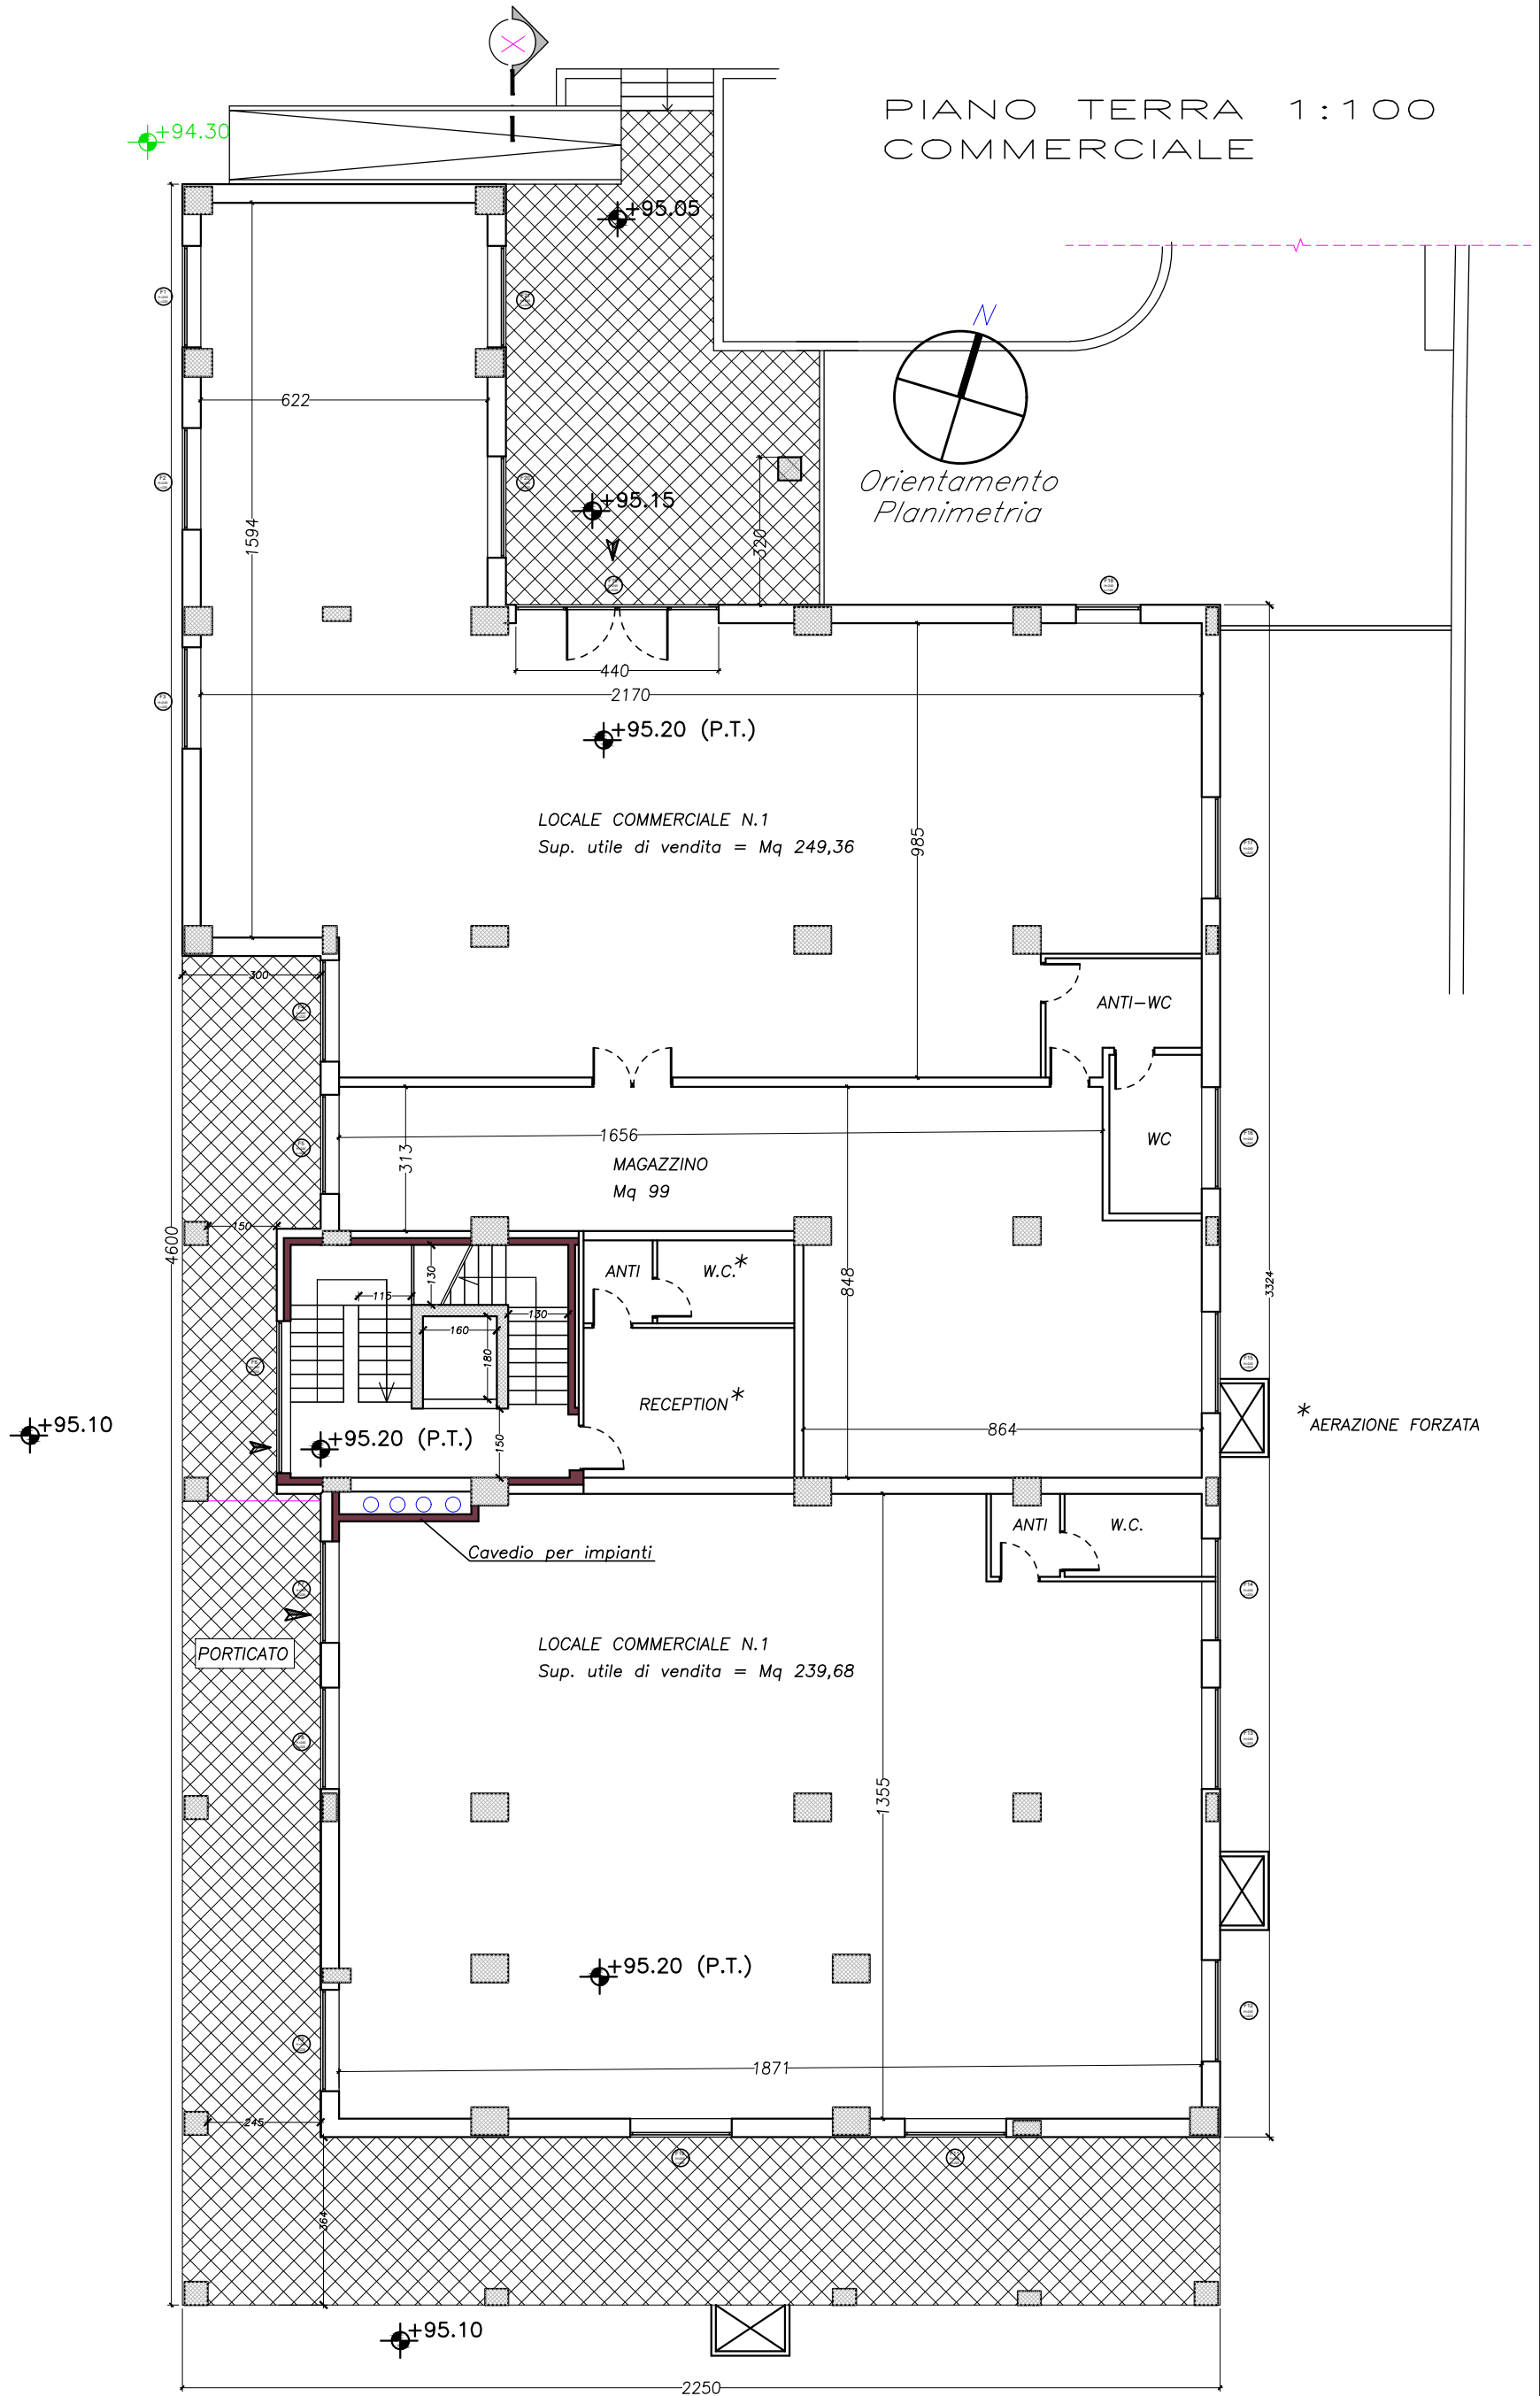 X
PIANO TERRA 1:100
COMMERCIALE
+94.30
+95.05
N
622
Orientamento
Planimetria
+95.15
1594
320
440
2170
+95.20 (P.T.)
LOCALE COMMERCIALE N.1
Sup. utile di vendita = Mq 249,36
985
300
ANTI-WC
1656
313
WC
MAGAZZINO
Mq 99
150
4600
130
ANTI
W.C.*
848
3324
115
160
130
180
RECEPTION*
+95.10
+95.20 (P.T.)
150
864
*AERAZIONE FORZATA
ANTI
W.C.
Cavedio per impianti
PORTICATO
LOCALE COMMERCIALE N.1
Sup. utile di vendita = Mq 239,68
1355
+95.20 (P.T.)
1871
245
364
+95.10
2250